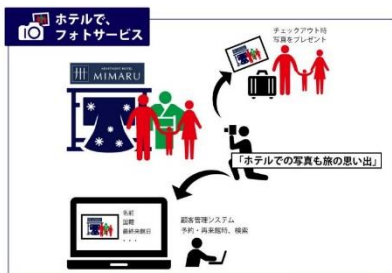 ホテルで、
フォトサービス
チェックアウト時
写真をプレゼント
APARTMENT HOTEL
MIMARU
「ホテルでの写真も旅の思い出」
名前
国籍
最終来館日
・・・
顧客管理システム
予約・再来館時、検索